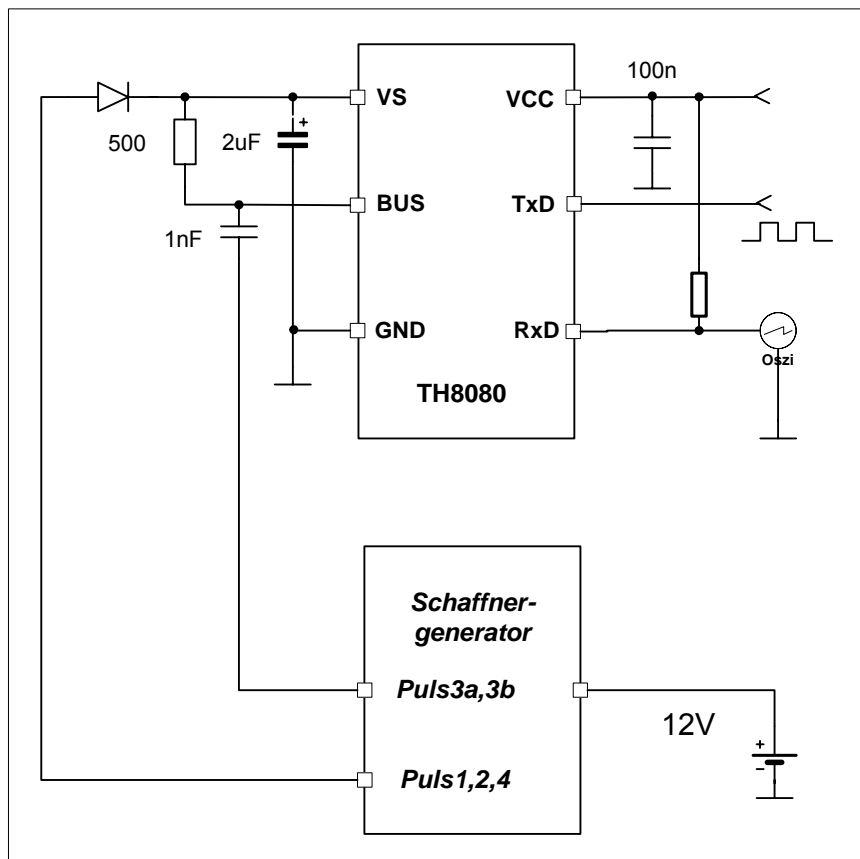 100n
VS
VCC
500
2uF
+
BUS
TxD
1nF
GND
RxD
Oszi
TH8080
Schaffner-
generator
Puls3a,3b
12V
+
−
Puls1,2,4